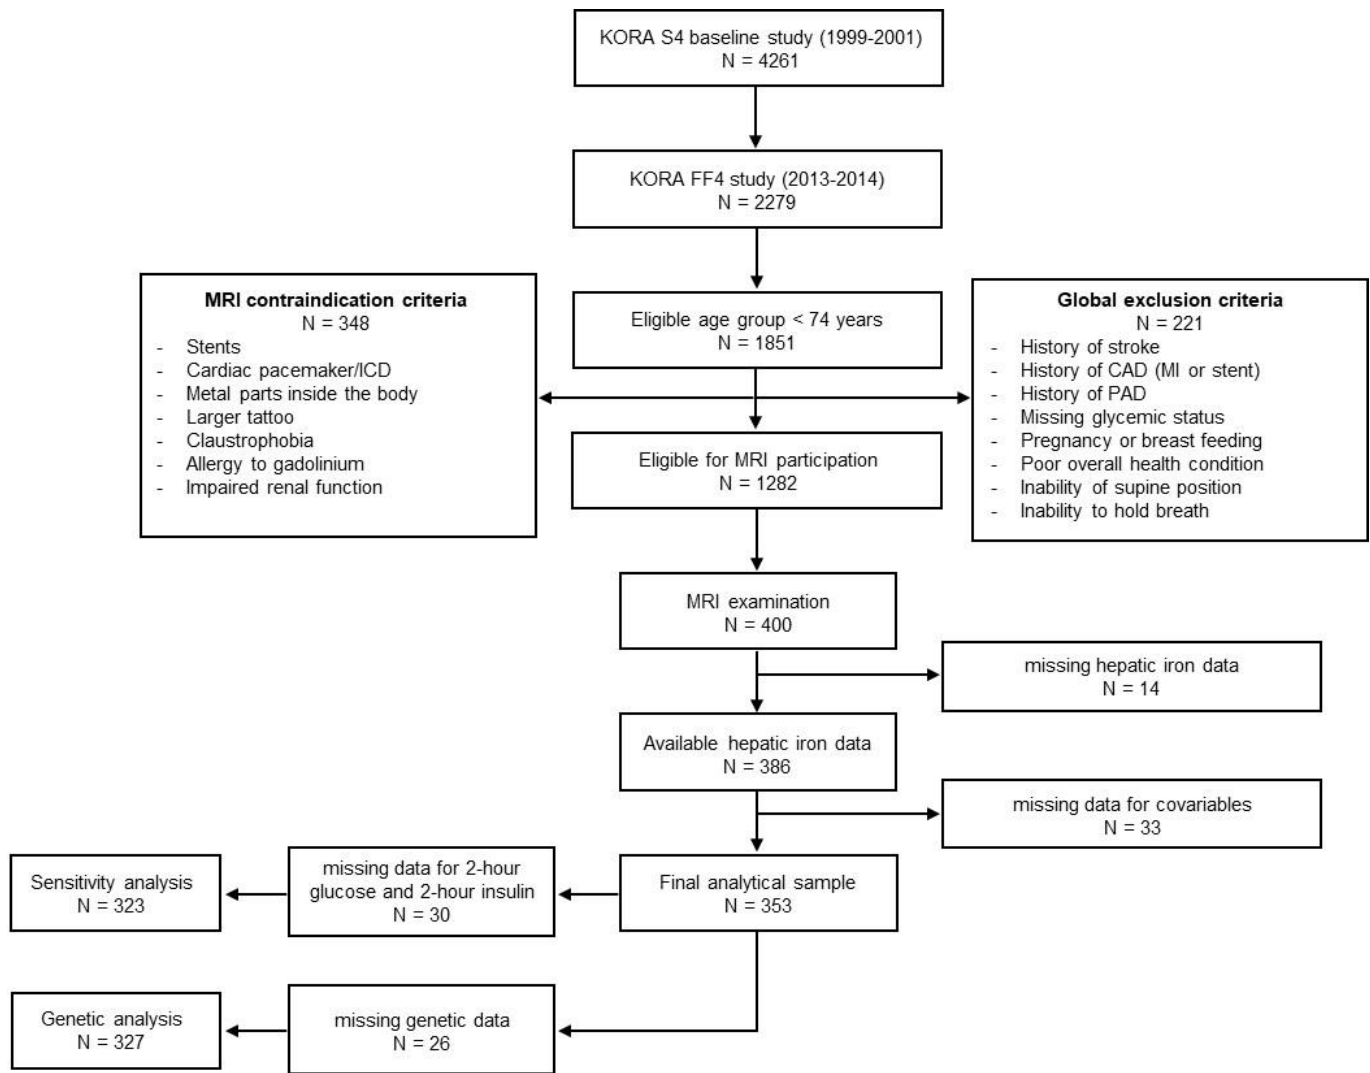 KORA S4 baseline study (1999-2001)
N = 4261
KORA FF4 study (2013-2014)
N = 2279
MRI contraindication criteria
N = 348
- Stents
- Cardiac pacemaker/ICD
- Metal parts inside the body
- Larger tattoo
- Claustrophobia
- Allergy to gadolinium
- Impaired renal function
Eligible age group < 74 years
N = 1851
Global exclusion criteria
N = 221
- History of stroke
- History of CAD (MI or stent)
- History of PAD
- Missing glycemic status
- Pregnancy or breast feeding
- Poor overall health condition
- Inability of supine position
- Inability to hold breath
Eligible for MRI participation
N = 1282
MRI examination
N = 400
missing hepatic iron data
N = 14
Available hepatic iron data
N = 386
missing data for covariables
N = 33
Sensitivity analysis
N = 323
missing data for 2-hour
glucose and 2-hour insulin
N = 30
Final analytical sample
N = 353
Genetic analysis
N = 327
missing genetic data
N = 26